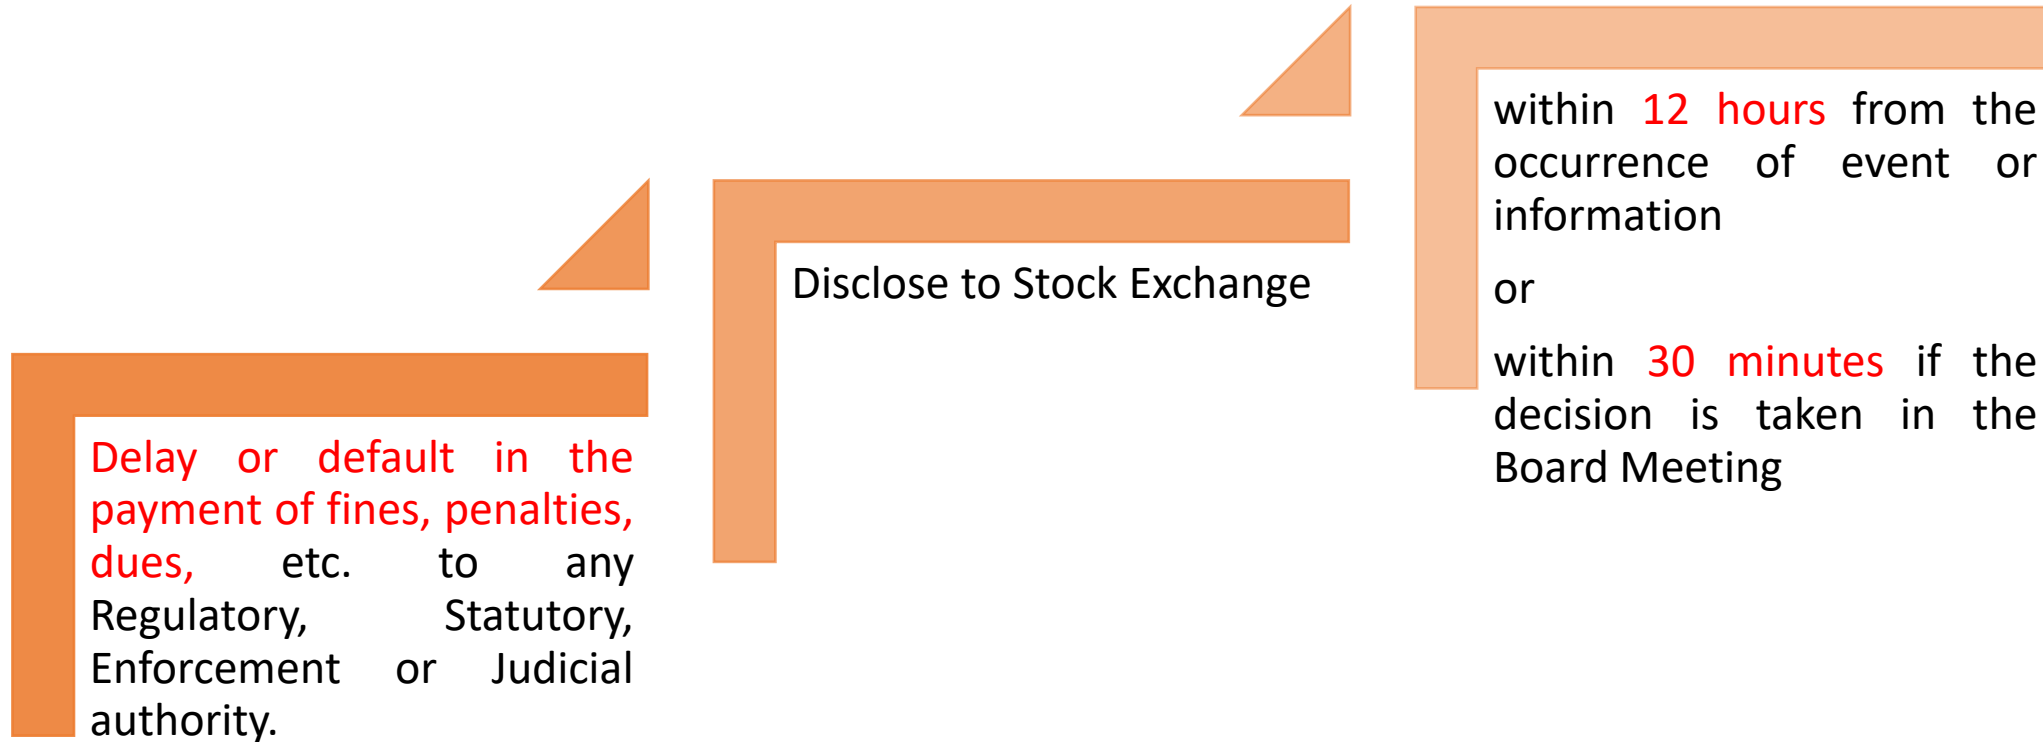 Delay or default in the
payment of fines, penalties,
dues, etc. to any
Regulatory, Statutory,
Enforcement or Judicial
authority.
Disclose to Stock Exchange
within 12 hours from the
occurrence of event or
information
or
within 30 minutes if the
decision is taken in the
Board Meeting